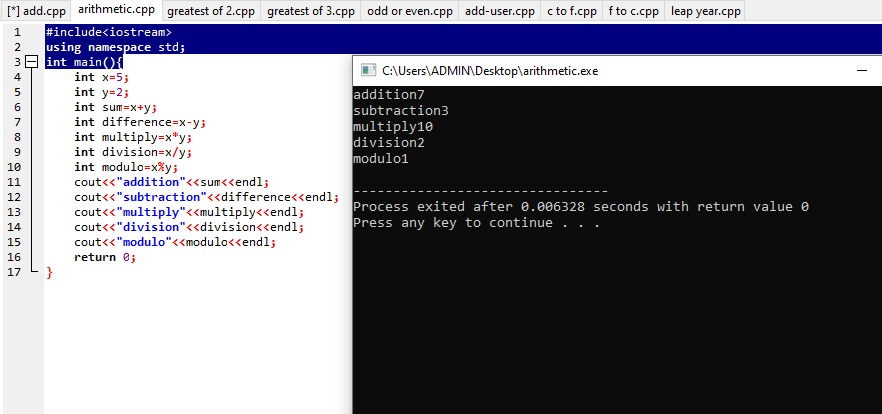 [*] add.cpp arithmetic.cpp greatest of 2.cpp greatest of 3.cpp odd or even.cpp add-user.cpp c to f.cpp f to c.cpp leap year.cpp
1 #include<iostream>
2 using namespace std;
3 int main(){
4 int x=5;
5 int y=2;
6 int sum=x+y;
7 int difference=x-y;
8 int multiply=x*y;
9 int division=x/y;
10 int modulo=x%y;
11 cout<<"addition"<<sum<<endl;
12 cout<<"subtraction"<<difference<<endl;
13 cout<<"multiply"<<multiply<<endl;
14 cout<<"division"<<division<<endl;
15 cout<<"modulo"<<modulo<<endl;
16 return 0;
17 }
C:\Users\ADMIN\Desktop\arithmetic.exe
addition7
subtraction3
multiply10
division2
modulo1
--------------------------------
Process exited after 0.006328 seconds with return value 0
Press any key to continue . . .